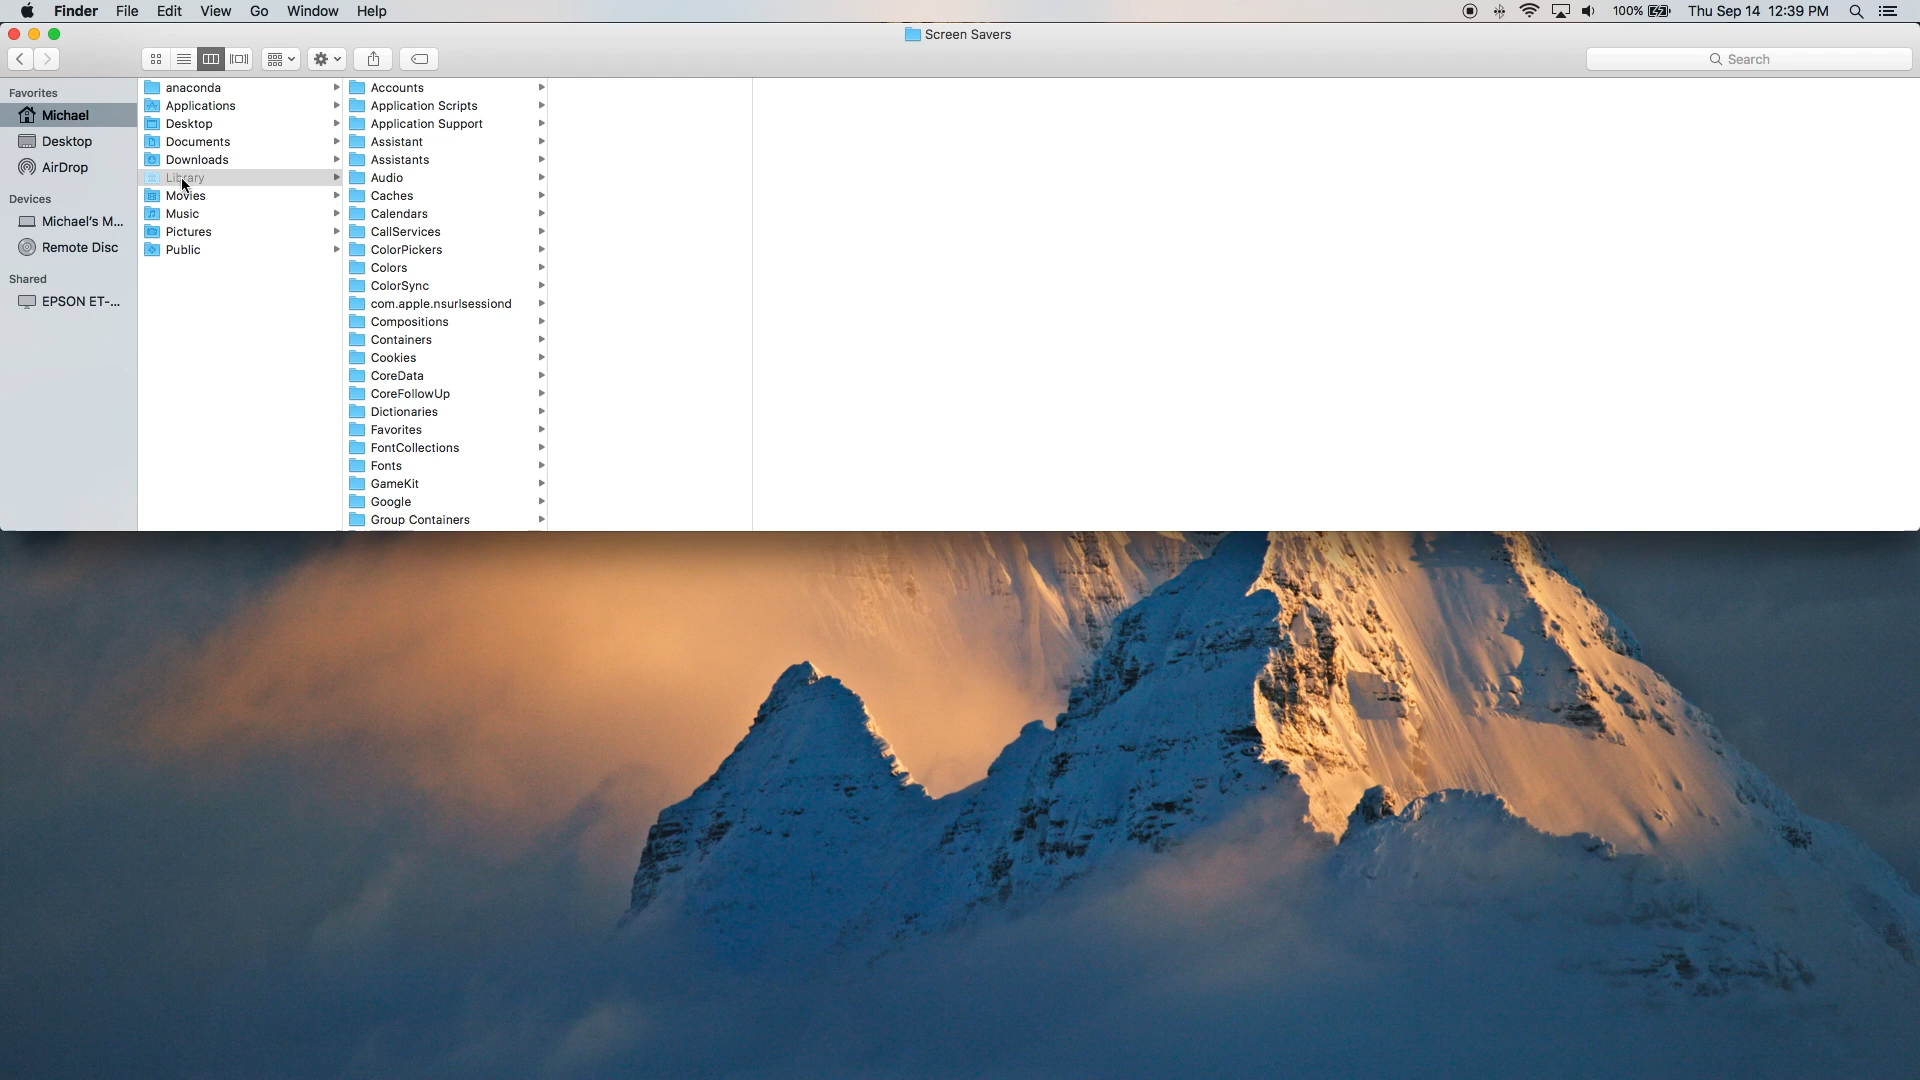 Finder File Edit View Go Window Help 100% Thu Sep 14 12:39 PM
Screen Savers
Search
Favorites
Michael
Desktop
AirDrop
Devices
Michael's M...
Remote Disc
Shared
EPSON ET-...
anaconda
Applications
Desktop
Documents
Downloads
Library
Movies
Music
Pictures
Public
Accounts
Application Scripts
Application Support
Assistant
Assistants
Audio
Caches
Calendars
CallServices
ColorPickers
Colors
ColorSync
com.apple.nsurlsessiond
Compositions
Containers
Cookies
CoreData
CoreFollowUp
Dictionaries
Favorites
FontCollections
Fonts
GameKit
Google
Group Containers